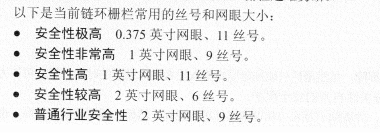 以下是当前链环栅栏常用的丝号和网眼大小：
● 安全性极高　0.375 英寸网眼、11 丝号。
● 安全性非常高　1 英寸网眼、9 丝号。
● 安全性高　1 英寸网眼、11 丝号。
● 安全性较高　2 英寸网眼、6 丝号。
● 普通行业安全性　2 英寸网眼、9 丝号。